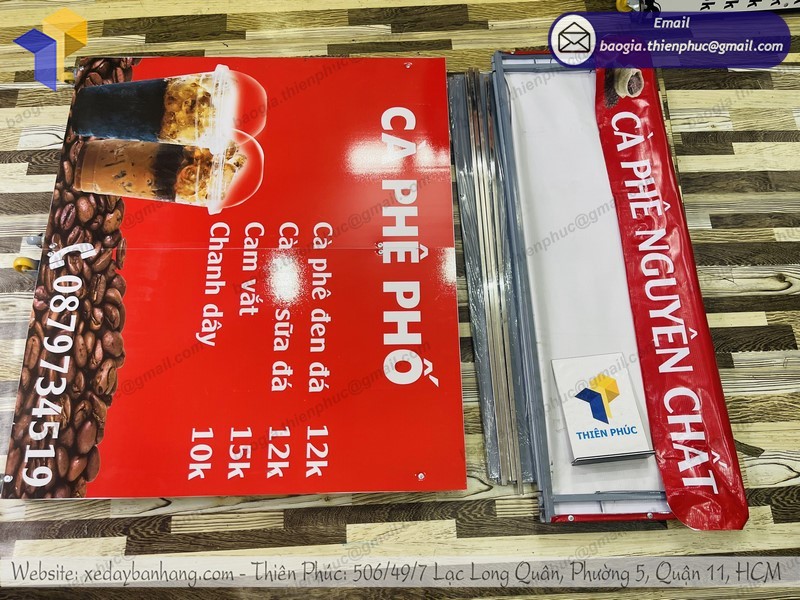 Email
baogia.thienphuc@gmail.com
CÀ PHÊ PHỐ
Cà phê đen đá 12k
Cà sữa đá 12k
Cam vắt 15k
Chanh dây 10k
0879734519
CÀ PHÊ NGUYÊN CHẤT
THIÊN PHÚC
Website: xedaybanhang.com - Thiên Phúc: 506/49/7 Lạc Long Quân, Phường 5, Quận 11, HCM